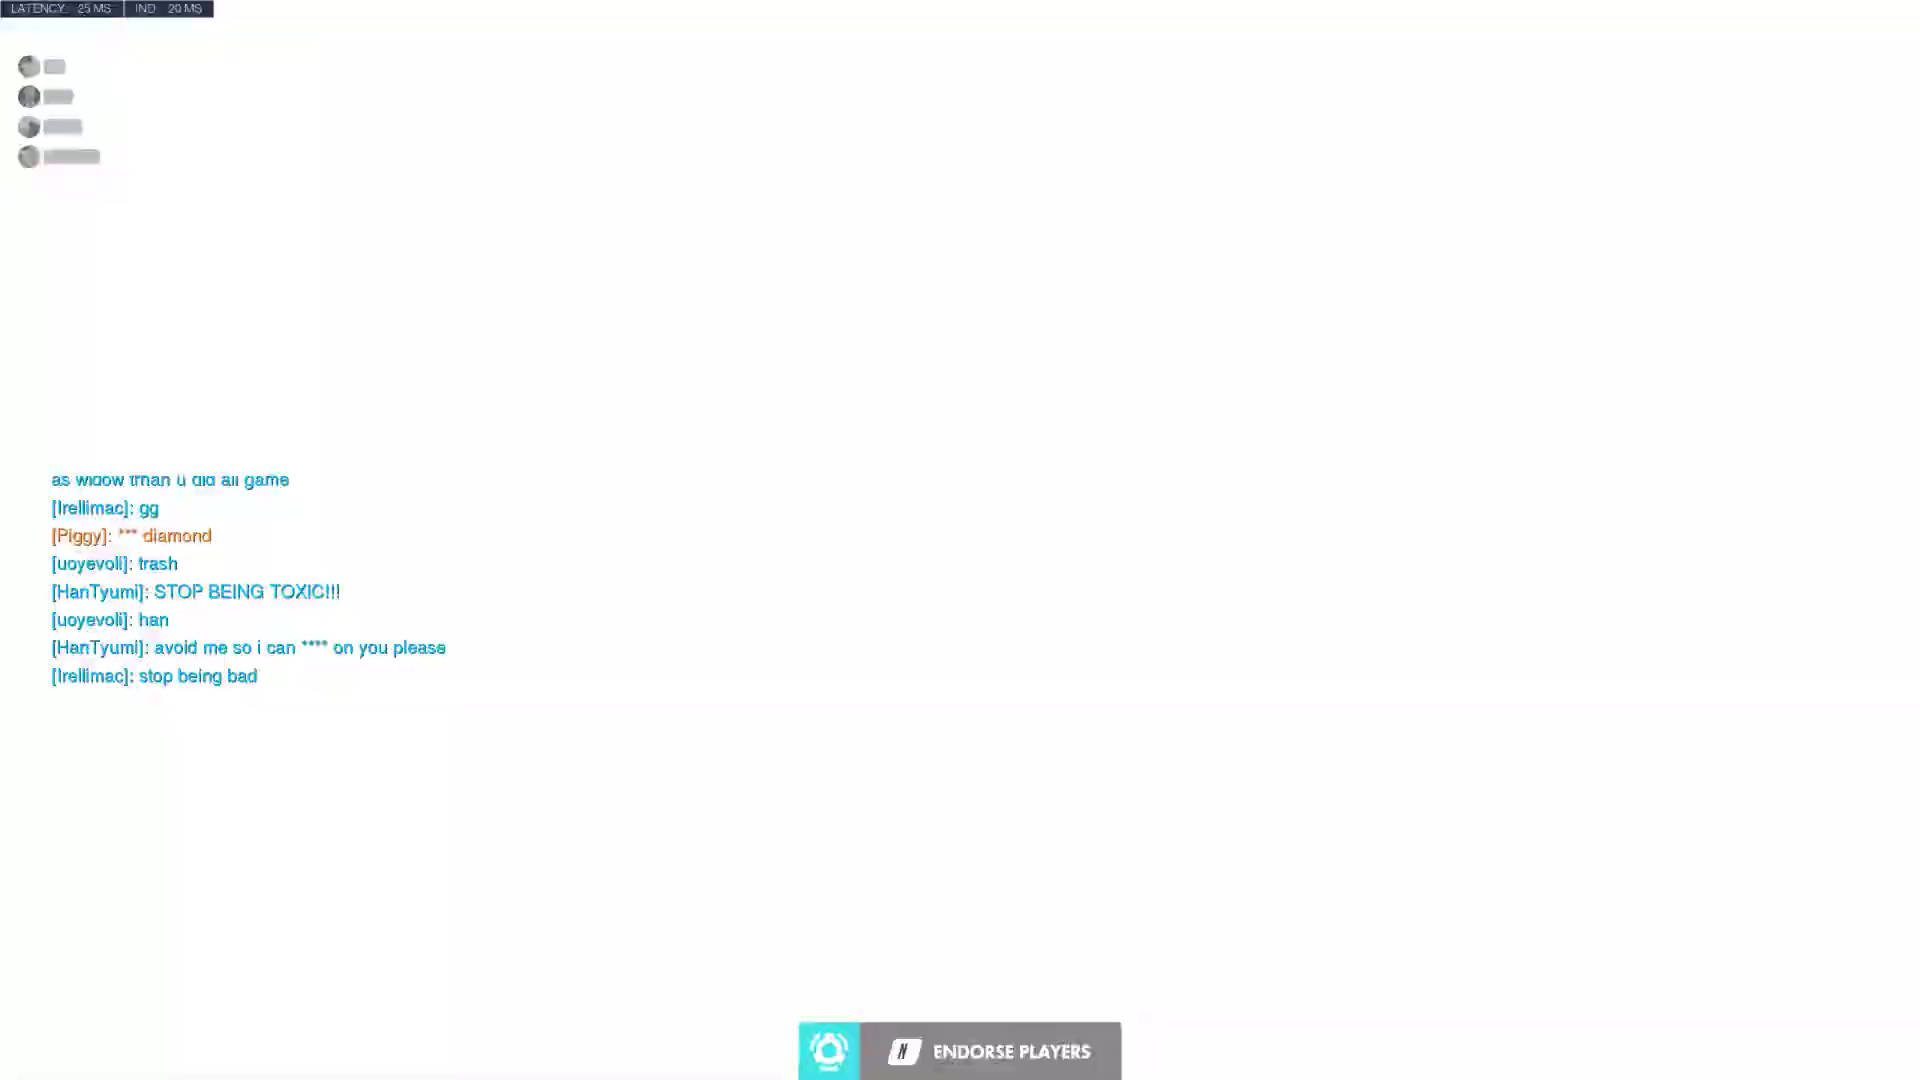 LATENCY: 25 MS IND 20 MS
as widow than u did all game
[Irellimac]: gg
[Piggy]: *** diamond
[uoyevoli]: trash
[HanTyumi]: STOP BEING TOXIC!!!
[uoyevoli]: han
[HanTyumi]: avoid me so i can **** on you please
[Irellimac]: stop being bad
N ENDORSE PLAYERS